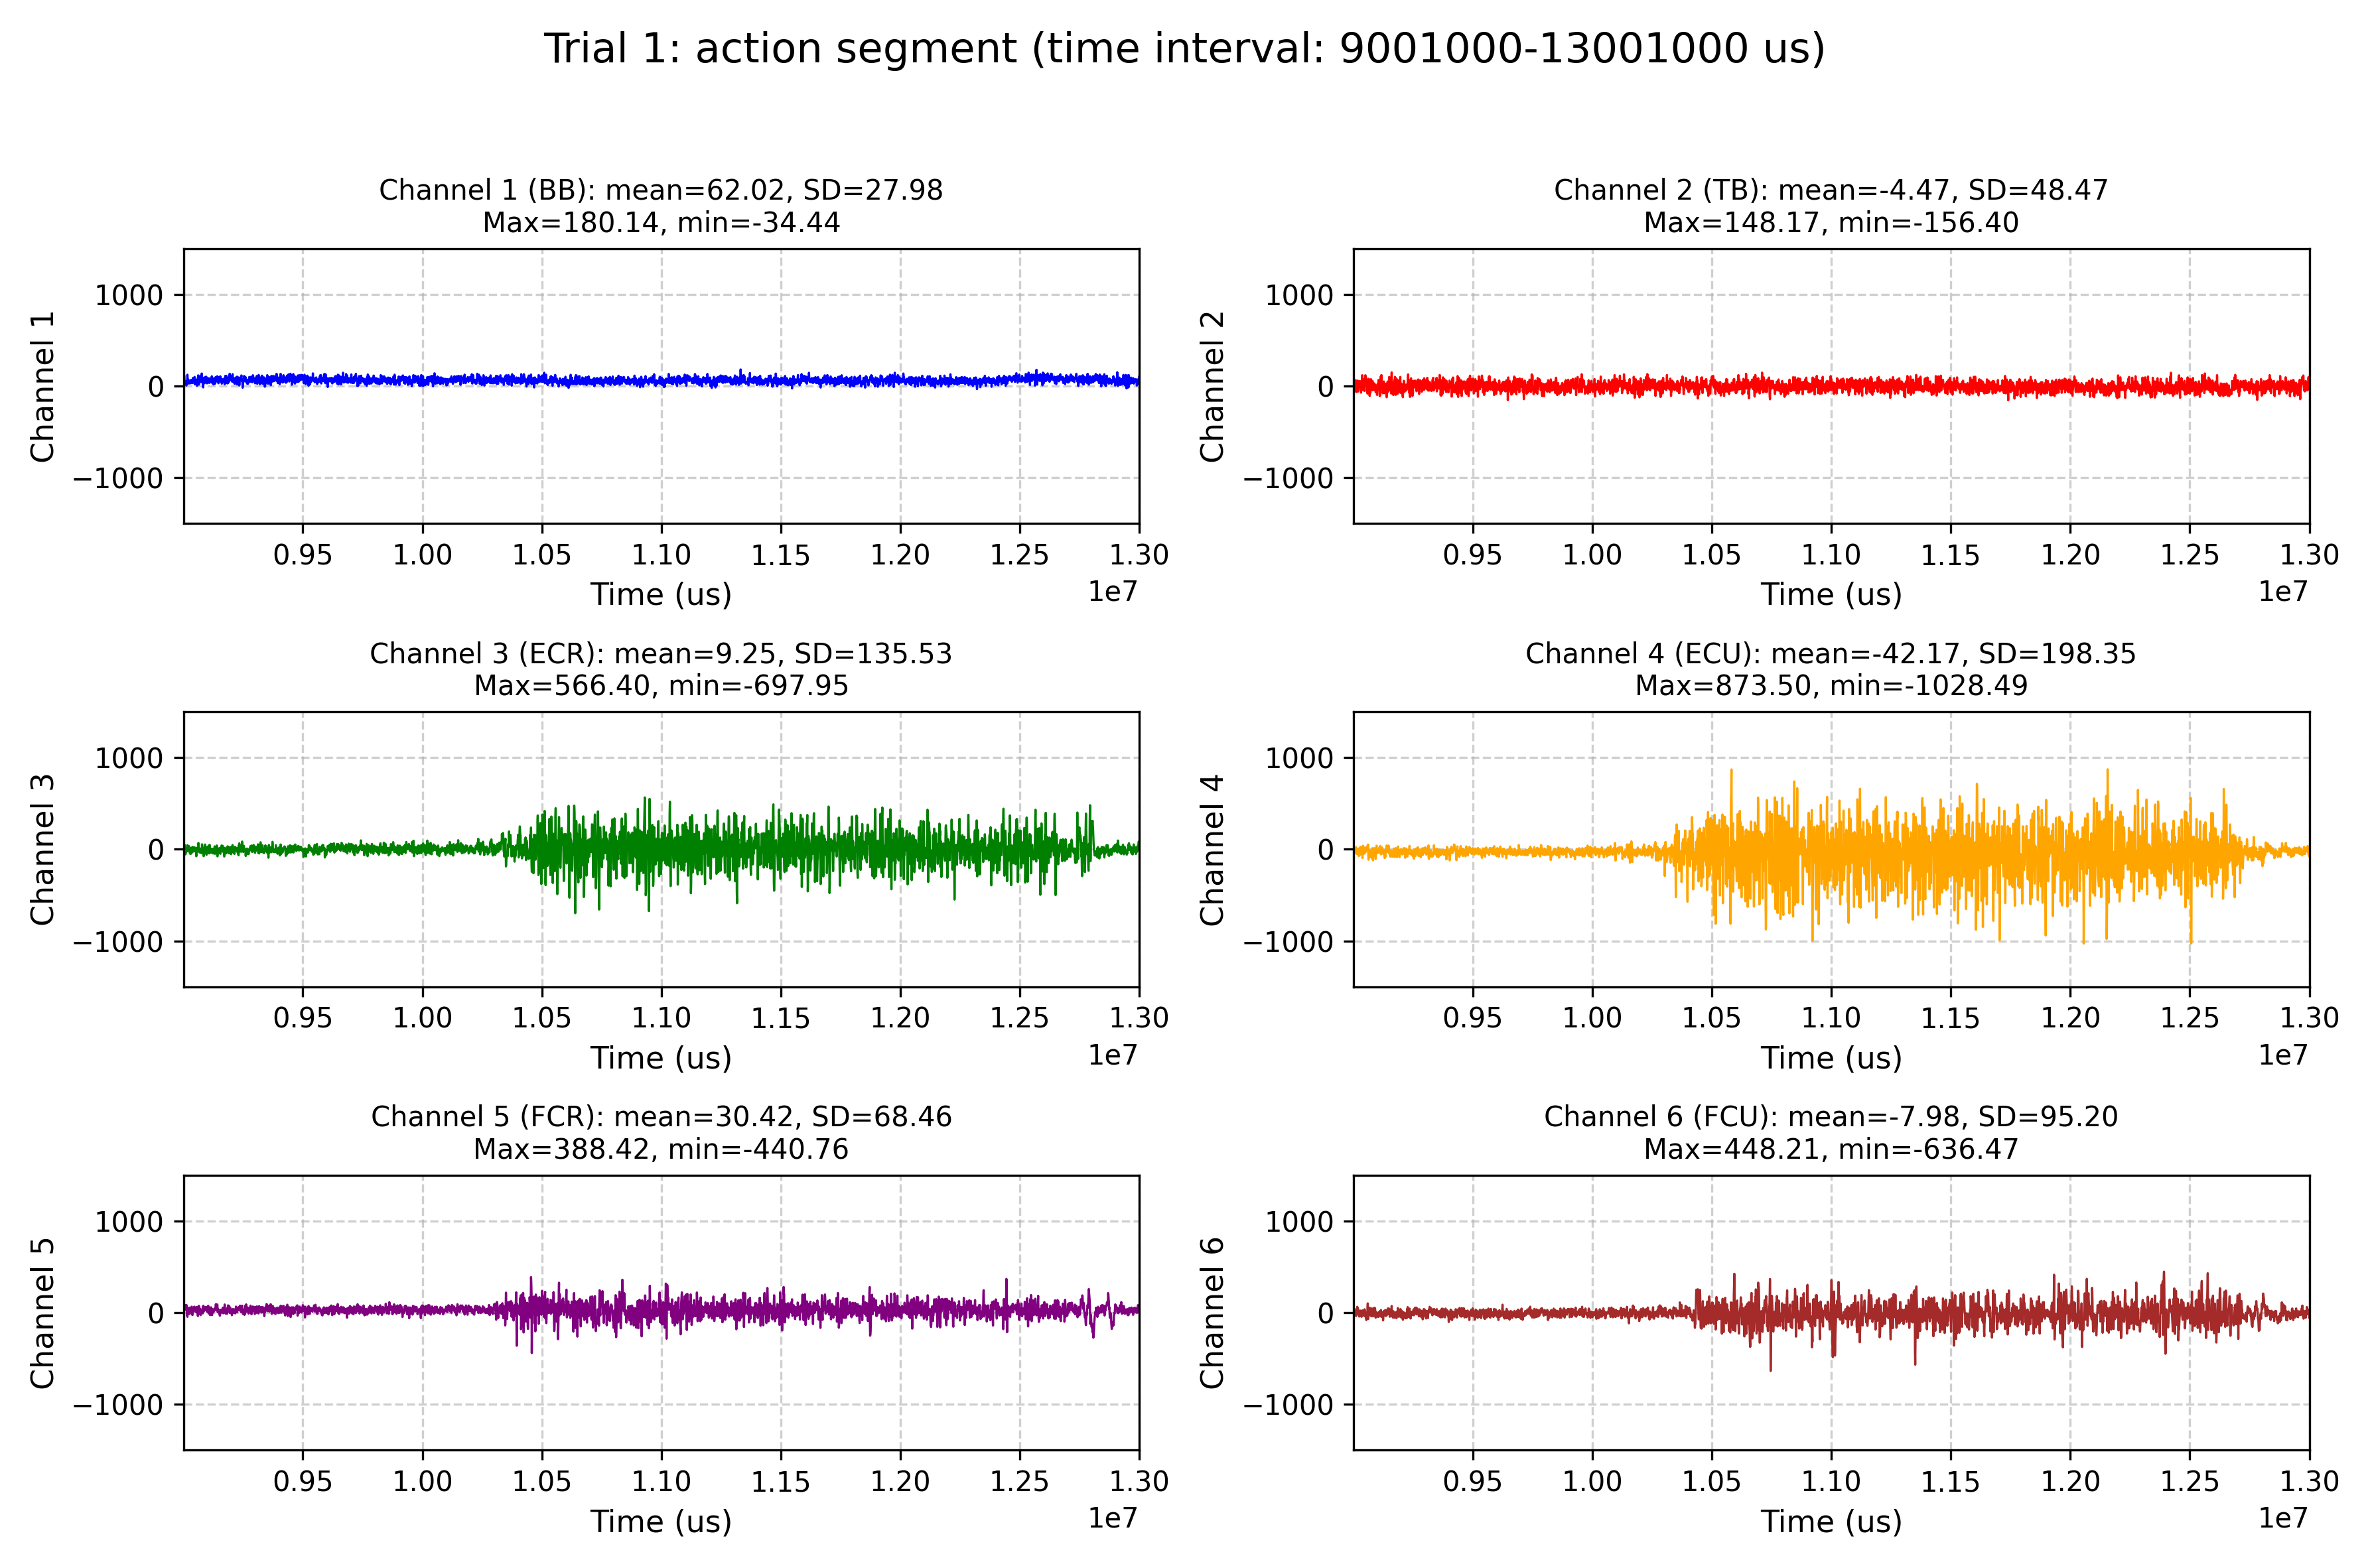 Trial 1: action segment (time interval: 9001000-13001000 us)
Channel 1 (BB): mean=62.02, SD=27.98
Max=180.14, min=-34.44
Channel 1
1000
0
−1000
0.95 1.00 1.05 1.10 1.15 1.20 1.25 1.30
Time (us)
1e7
Channel 2 (TB): mean=-4.47, SD=48.47
Max=148.17, min=-156.40
Channel 2
1000
0
−1000
0.95 1.00 1.05 1.10 1.15 1.20 1.25 1.30
Time (us)
1e7
Channel 3 (ECR): mean=9.25, SD=135.53
Max=566.40, min=-697.95
Channel 3
1000
0
−1000
0.95 1.00 1.05 1.10 1.15 1.20 1.25 1.30
Time (us)
1e7
Channel 4 (ECU): mean=-42.17, SD=198.35
Max=873.50, min=-1028.49
Channel 4
1000
0
−1000
0.95 1.00 1.05 1.10 1.15 1.20 1.25 1.30
Time (us)
1e7
Channel 5 (FCR): mean=30.42, SD=68.46
Max=388.42, min=-440.76
Channel 5
1000
0
−1000
0.95 1.00 1.05 1.10 1.15 1.20 1.25 1.30
Time (us)
1e7
Channel 6 (FCU): mean=-7.98, SD=95.20
Max=448.21, min=-636.47
Channel 6
1000
0
−1000
0.95 1.00 1.05 1.10 1.15 1.20 1.25 1.30
Time (us)
1e7